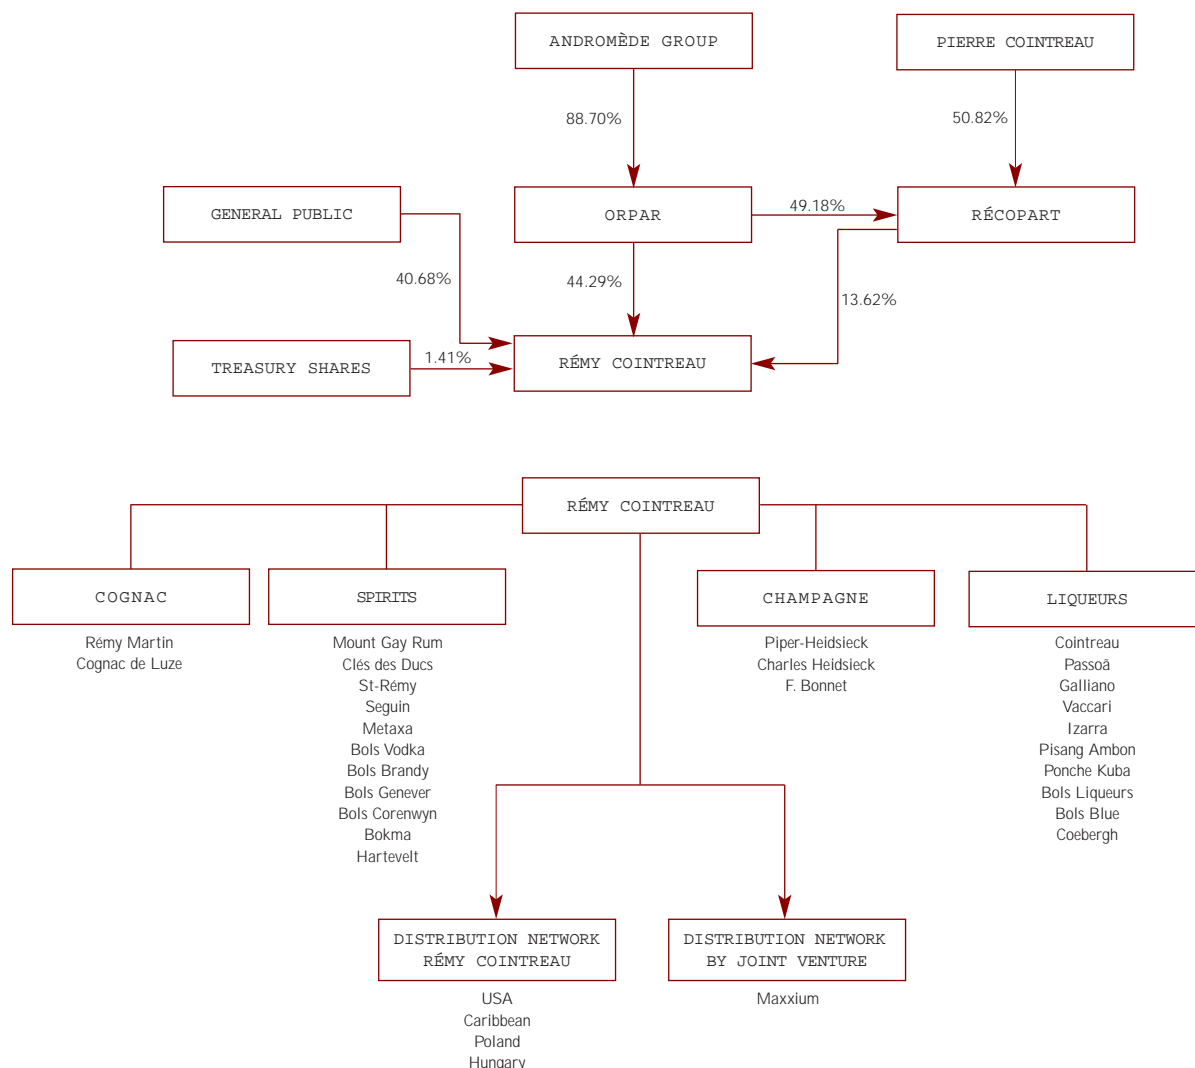 ANDROMÈDE GROUP
PIERRE COINTREAU
88.70%
50.82%
GENERAL PUBLIC
ORPAR
49.18%
RÉCOPART
40.68%
44.29%
13.62%
TREASURY SHARES
1.41%
RÉMY COINTREAU
RÉMY COINTREAU
COGNAC
Rémy Martin
Cognac de Luze
SPIRITS
Mount Gay Rum
Clés des Ducs
St-Rémy
Seguin
Metaxa
Bols Vodka
Bols Brandy
Bols Genever
Bols Corenwyn
Bokma
Hartevelt
CHAMPAGNE
Piper-Heidsieck
Charles Heidsieck
F. Bonnet
LIQUEURS
Cointreau
Passoã
Galliano
Vaccari
Izarra
Pisang Ambon
Ponche Kuba
Bols Liqueurs
Bols Blue
Coebergh
DISTRIBUTION NETWORK
RÉMY COINTREAU
USA
Caribbean
Poland
Hungary
DISTRIBUTION NETWORK
BY JOINT VENTURE
Maxxium